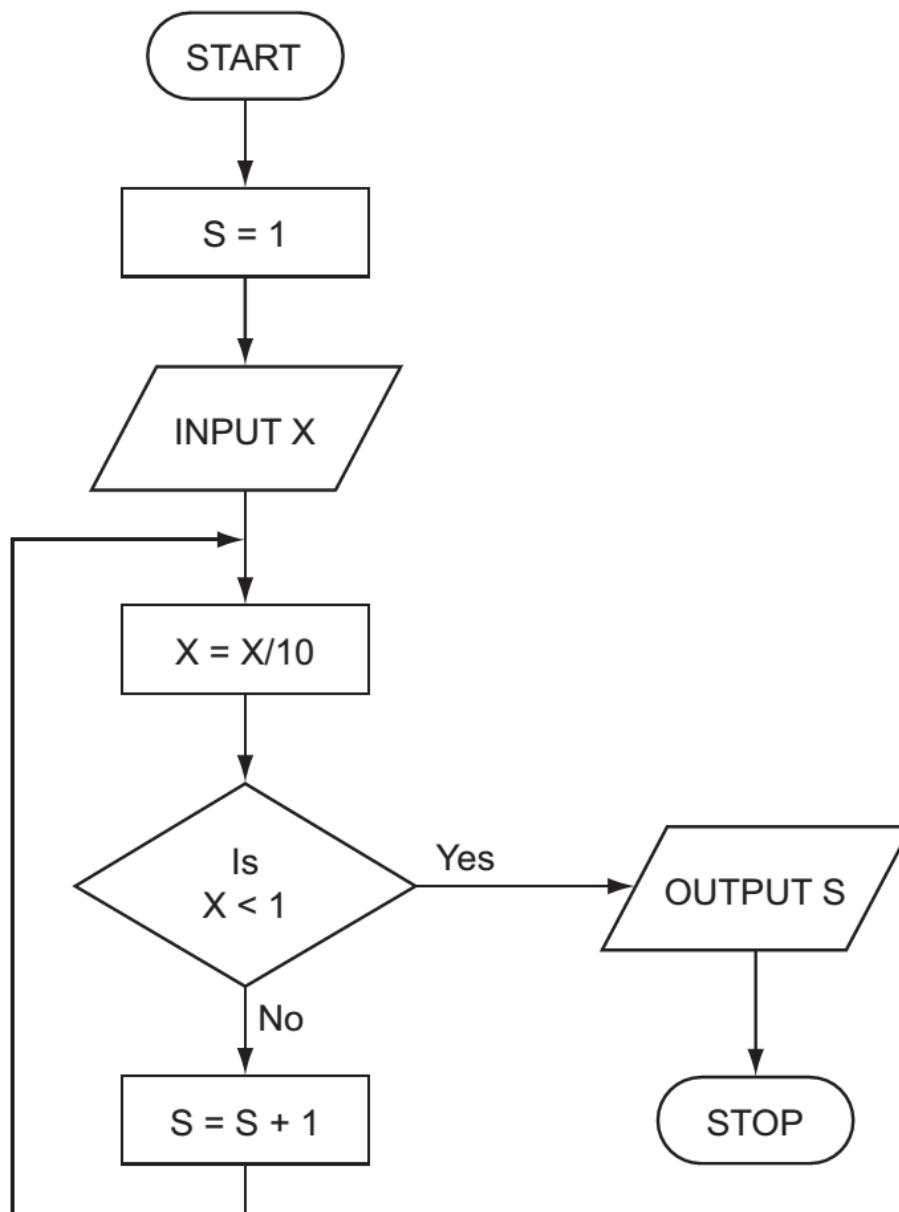 START
S = 1
INPUT X
X = X/10
Is
X < 1
Yes
OUTPUT S
No
S = S + 1
STOP